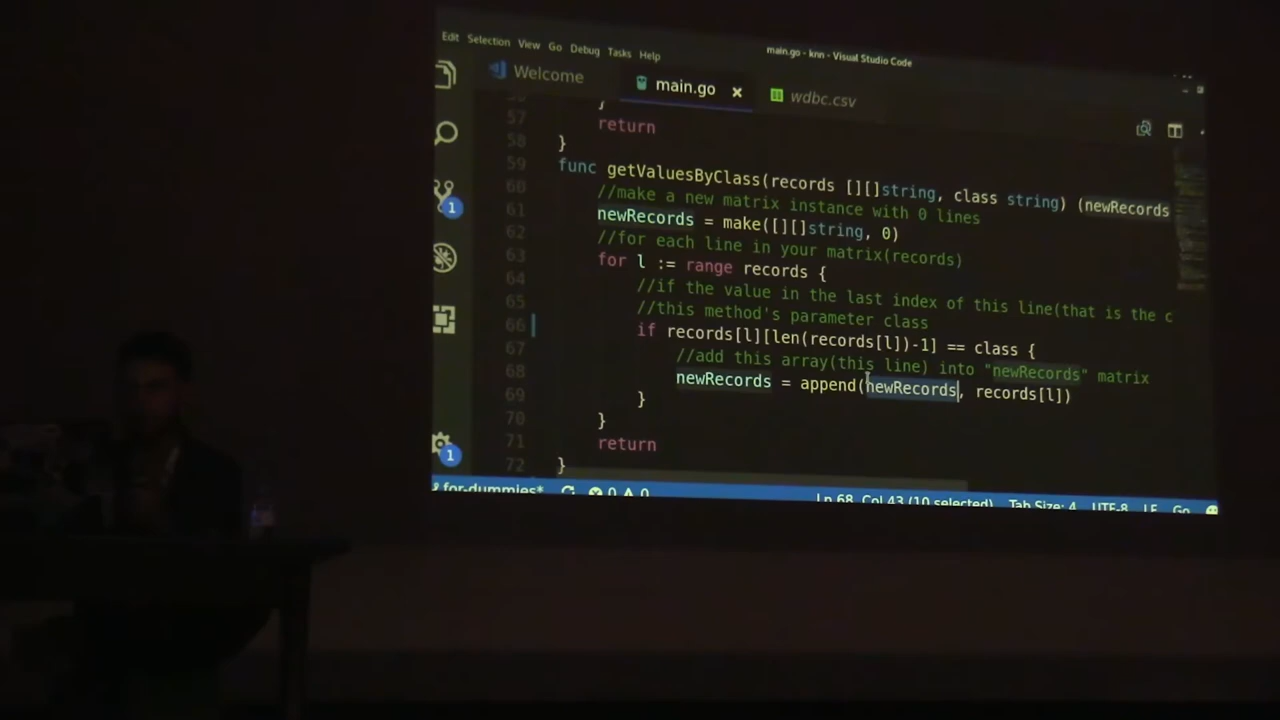 Edit Selection View Go Debug Tasks Help
main.go - knn - Visual Studio Code
Welcome
main.go ×
wdbc.csv
57 return
58 }
59 func getValuesByClass(records [][]string, class string) (newRecords
60 //make a new matrix instance with 0 lines
61 newRecords = make([][]string, 0)
62 //for each line in your matrix(records)
63 for l := range records {
64 //if the value in the last index of this line(that is the c
65 //this method's parameter class
66 if records[l][len(records[l])-1] == class {
67 //add this array(this line) into "newRecords" matrix
68 newRecords = append(newRecords, records[l])
69 }
70 }
71 return
72 }
1
1
for-dummies* 0 0 Ln 68, Col 43 (10 selected) Tab Size: 4 UTF-8 LF Go